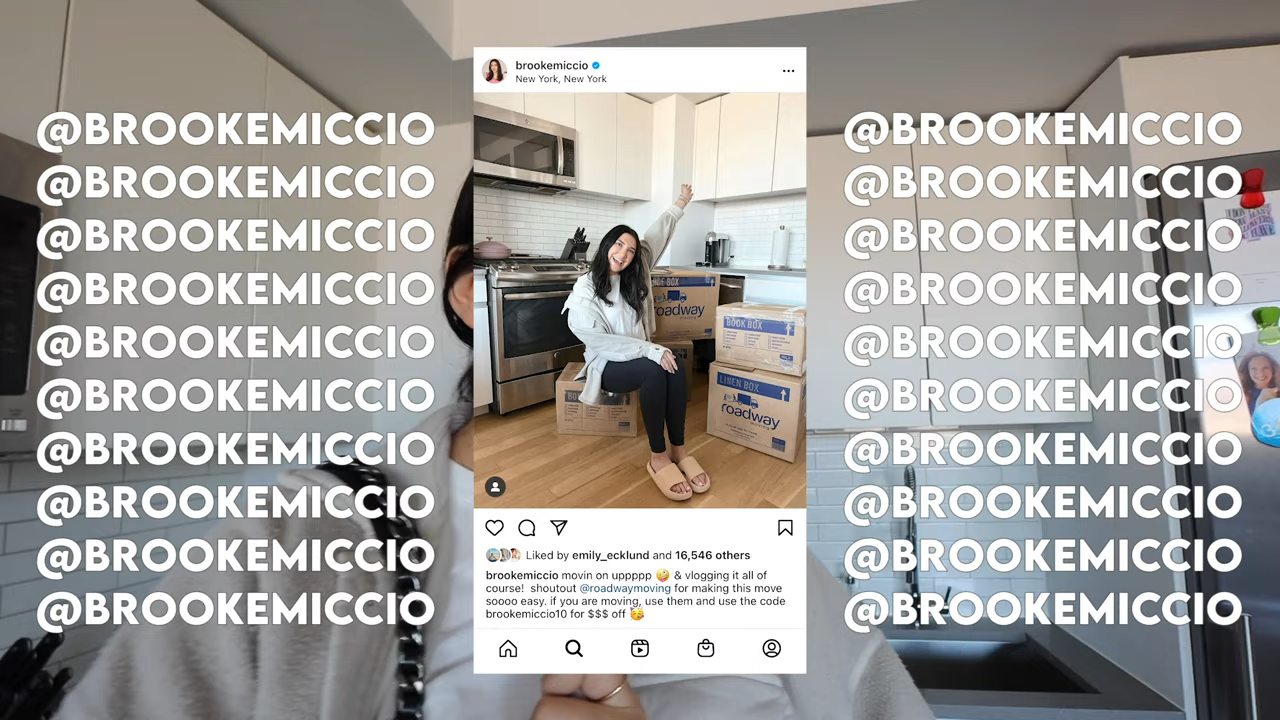 @BROOKEMICCIO
@BROOKEMICCIO
@BROOKEMICCIO
@BROOKEMICCIO
@BROOKEMICCIO
@BROOKEMICCIO
@BROOKEMICCIO
@BROOKEMICCIO
@BROOKEMICCIO
@BROOKEMICCIO
brookemiccio
New York, New York
roadway
BOOK BOX
LINEN BOX
roadway
Liked by emily_ecklund and 16,546 others
brookemiccio movin on uppppp 🤪 & vlogging it all of
course! shoutout @roadwaymoving for making this move
soooo easy. if you are moving, use them and use the code
brookemiccio10 for $$$ off 🥳
@BROOKEMICCIO
@BROOKEMICCIO
@BROOKEMICCIO
@BROOKEMICCIO
@BROOKEMICCIO
@BROOKEMICCIO
@BROOKEMICCIO
@BROOKEMICCIO
@BROOKEMICCIO
@BROOKEMICCIO